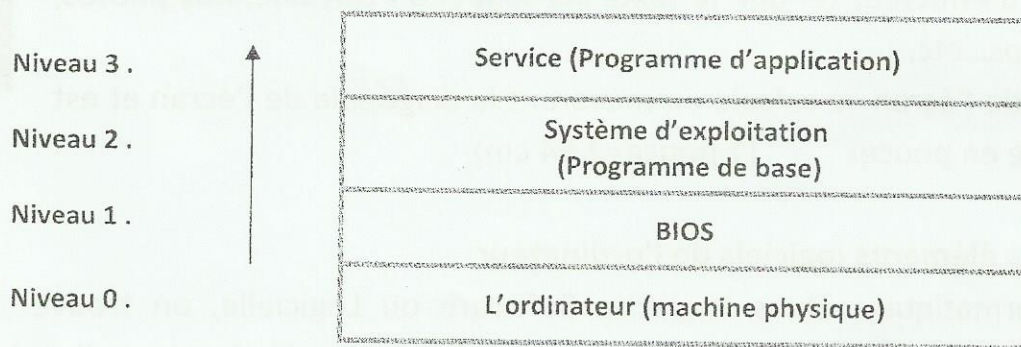 Niveau 3 .
Service (Programme d'application)
Niveau 2 .
Système d'exploitation
(Programme de base)
Niveau 1 .
BIOS
Niveau 0 .
L'ordinateur (machine physique)